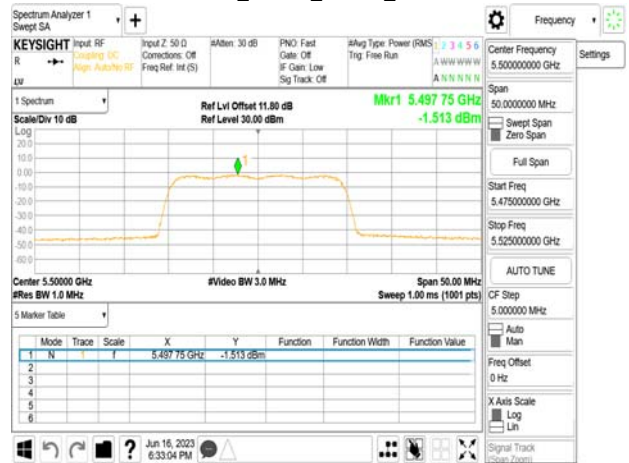 Spectrum Analyzer 1
Swept SA
Frequency
KEYSIGHT
R
Input: RF
Coupling: DC
Align: Auto/No RF
Input Z: 50 Ω
Corrections: Off
Freq Ref: Int (S)
#Atten: 30 dB
PNO: Fast
Gate: Off
IF Gain: Low
Sig Track: Off
#Avg Type: Power (RMS
Trig: Free Run
1 2 3 4 5 6
A W W W W W
A N N N N N
Center Frequency
5.500000000 GHz
Settings
Span
50.0000000 MHz
Swept Span
Zero Span
Full Span
Start Freq
5.475000000 GHz
Stop Freq
5.525000000 GHz
AUTO TUNE
CF Step
5.000000 MHz
Auto
Man
Freq Offset
0 Hz
X Axis Scale
Log
Lin
Signal Track
(Span Zoom)
1 Spectrum
Scale/Div 10 dB
Ref Lvl Offset 11.80 dB
Ref Level 30.00 dBm
Mkr1 5.497 75 GHz
-1.513 dBm
Log
20.0
10.0
0.00
-10.0
-20.0
-30.0
-40.0
-50.0
-60.0
1
Center 5.50000 GHz
#Res BW 1.0 MHz
#Video BW 3.0 MHz
Span 50.00 MHz
Sweep 1.00 ms (1001 pts)
5 Marker Table
Mode Trace Scale X Y Function Function Width Function Value
1 N 1 f 5.497 75 GHz -1.513 dBm
2
3
4
5
6
?
Jun 16, 2023
6:33:04 PM